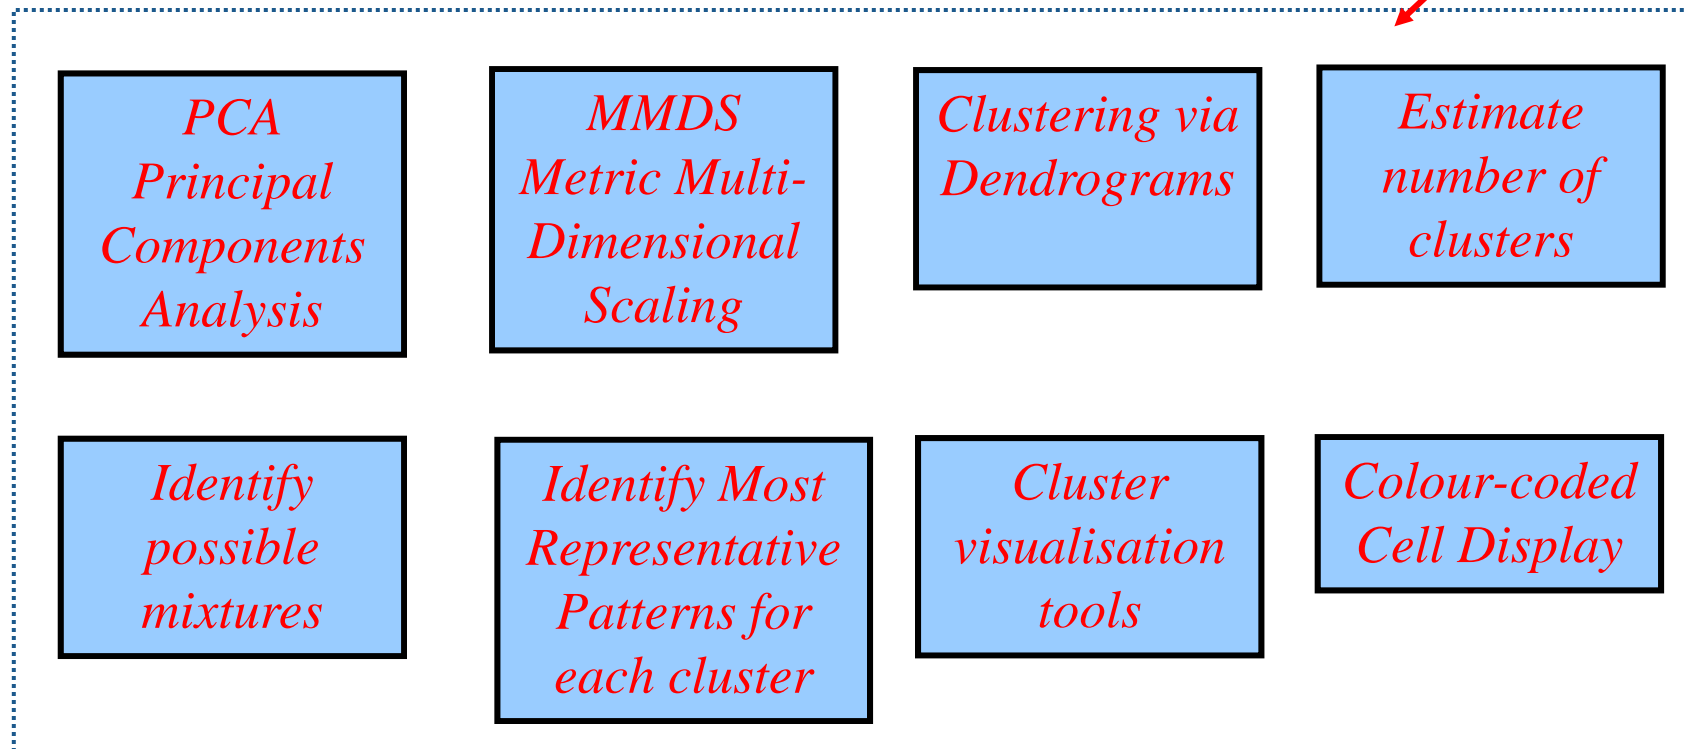 PCA
Principal
Components
Analysis
MMDS
Metric Multi-
Dimensional
Scaling
Clustering via
Dendrograms
Estimate
number of
clusters
Identify
possible
mixtures
Identify Most
Representative
Patterns for
each cluster
Cluster
visualisation
tools
Colour-coded
Cell Display